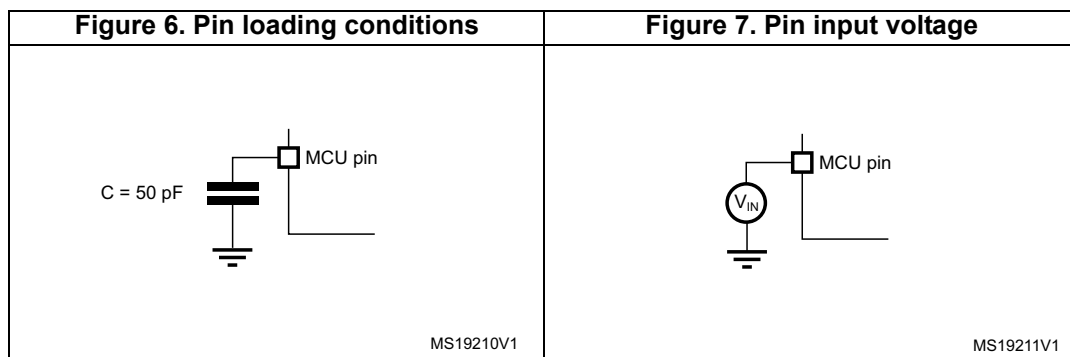 Figure 6. Pin loading conditions
Figure 7. Pin input voltage
MCU pin
C = 50 pF
MS19210V1
MCU pin
VIN
MS19211V1